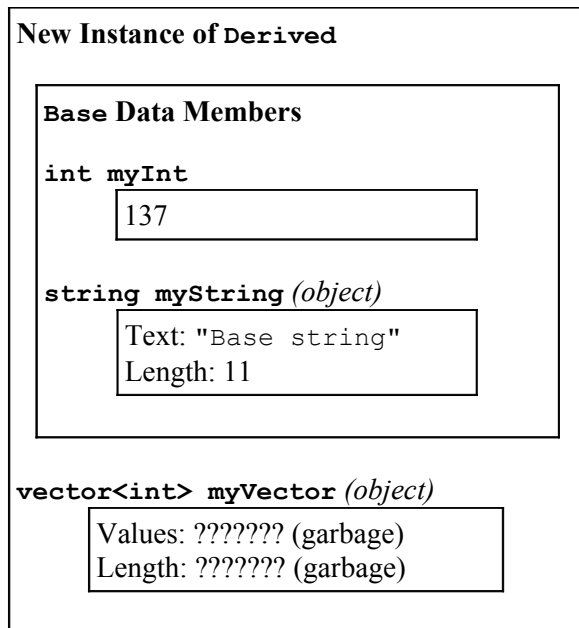 New Instance of Derived
Base Data Members
int myInt
137
string myString (object)
Text: "Base string"
Length: 11
vector<int> myVector (object)
Values: ??????? (garbage)
Length: ??????? (garbage)